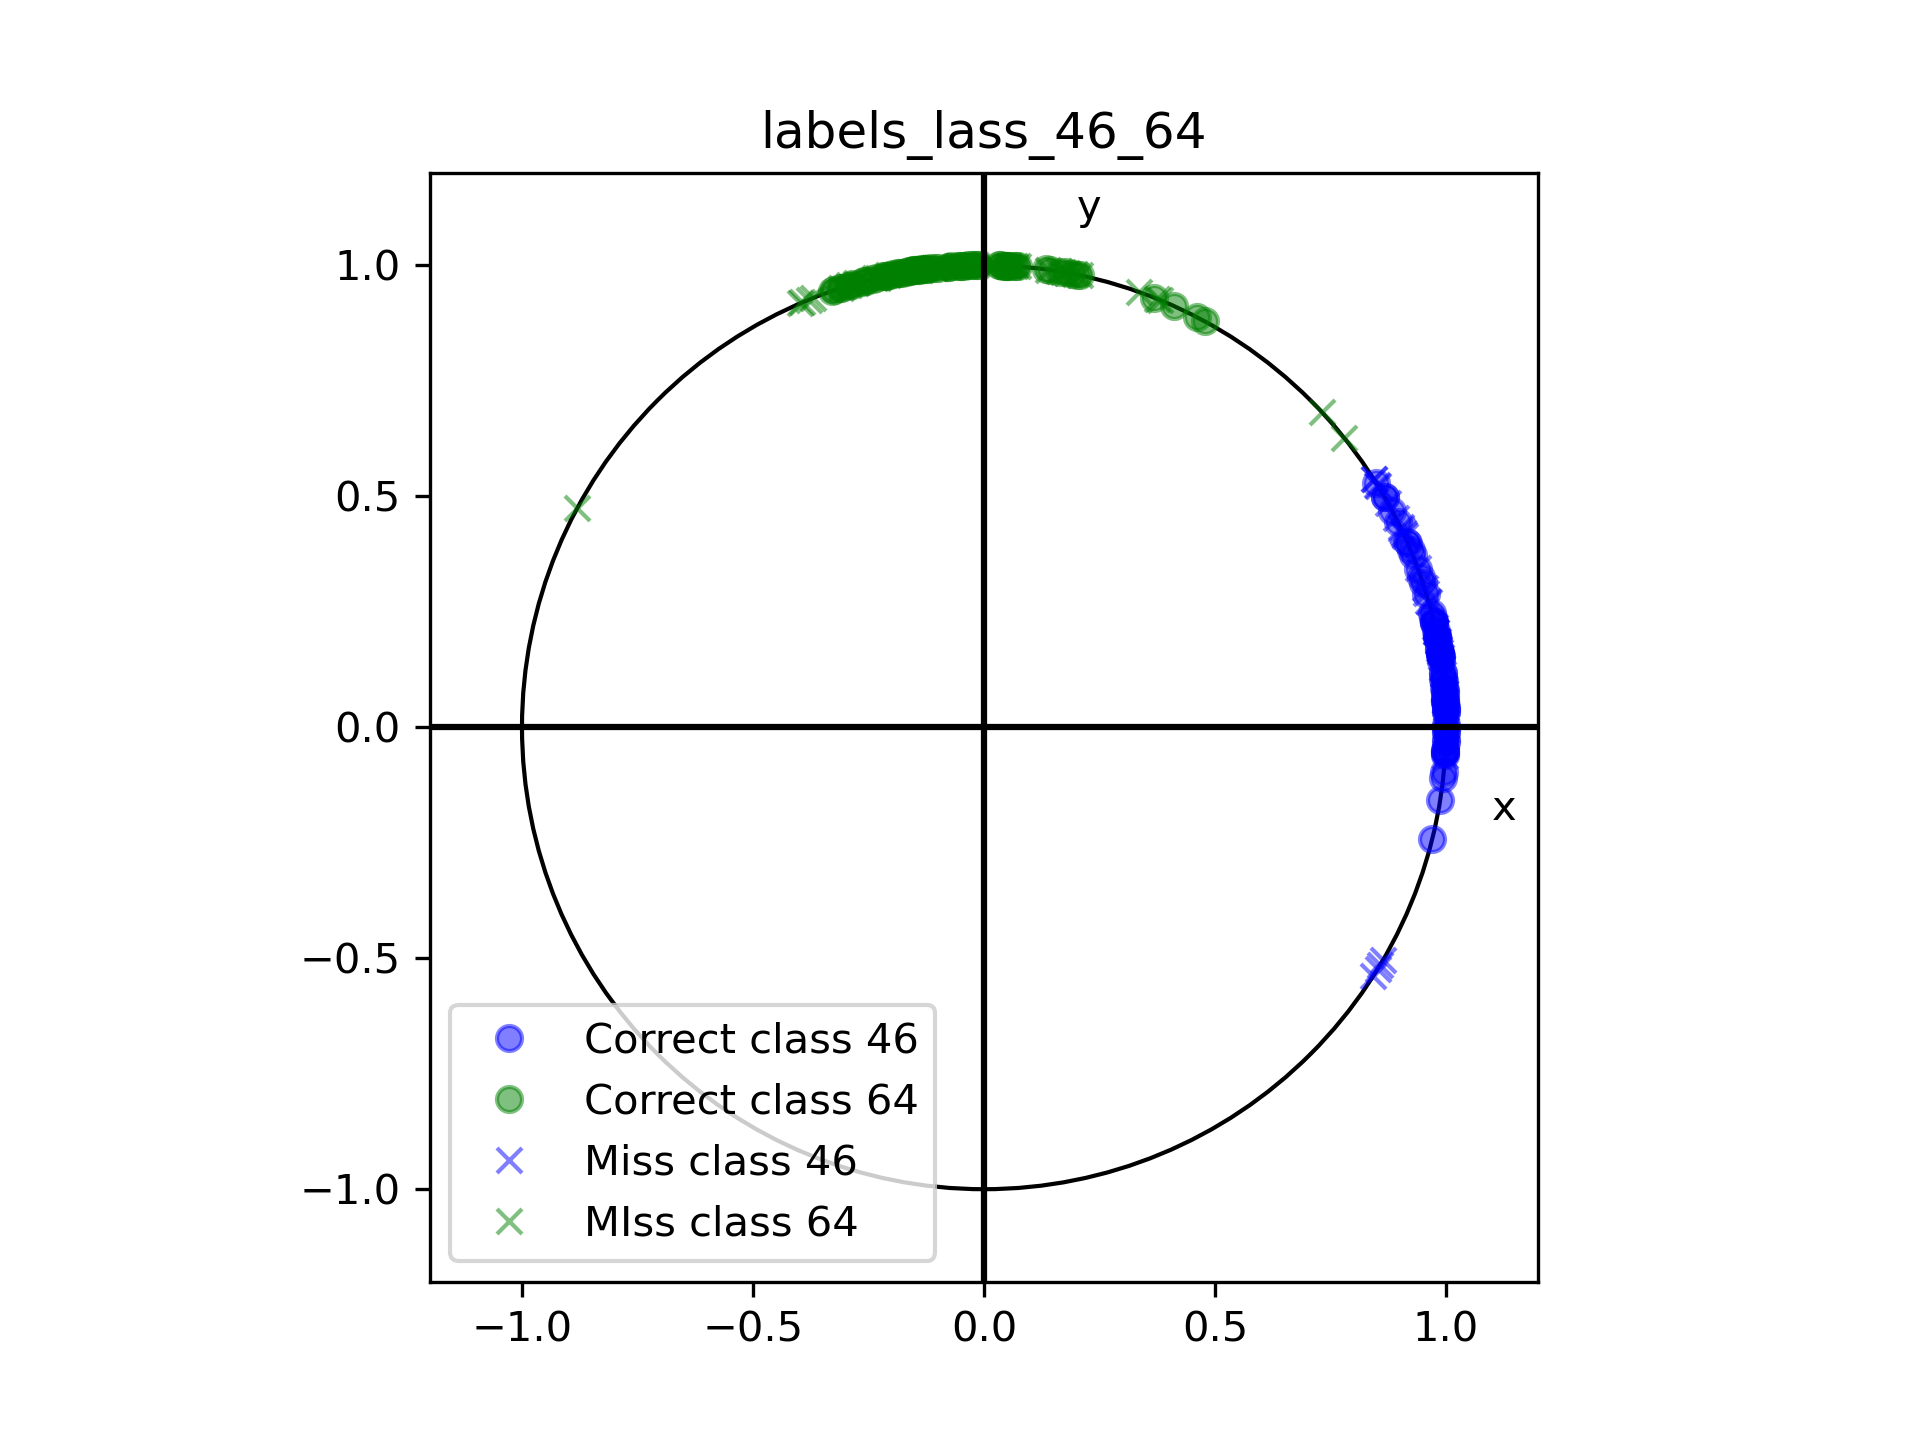 labels_lass_46_64
y
1.0
0.5
0.0
−0.5
−1.0
x
Correct class 46
Correct class 64
Miss class 46
MIss class 64
−1.0 −0.5 0.0 0.5 1.0